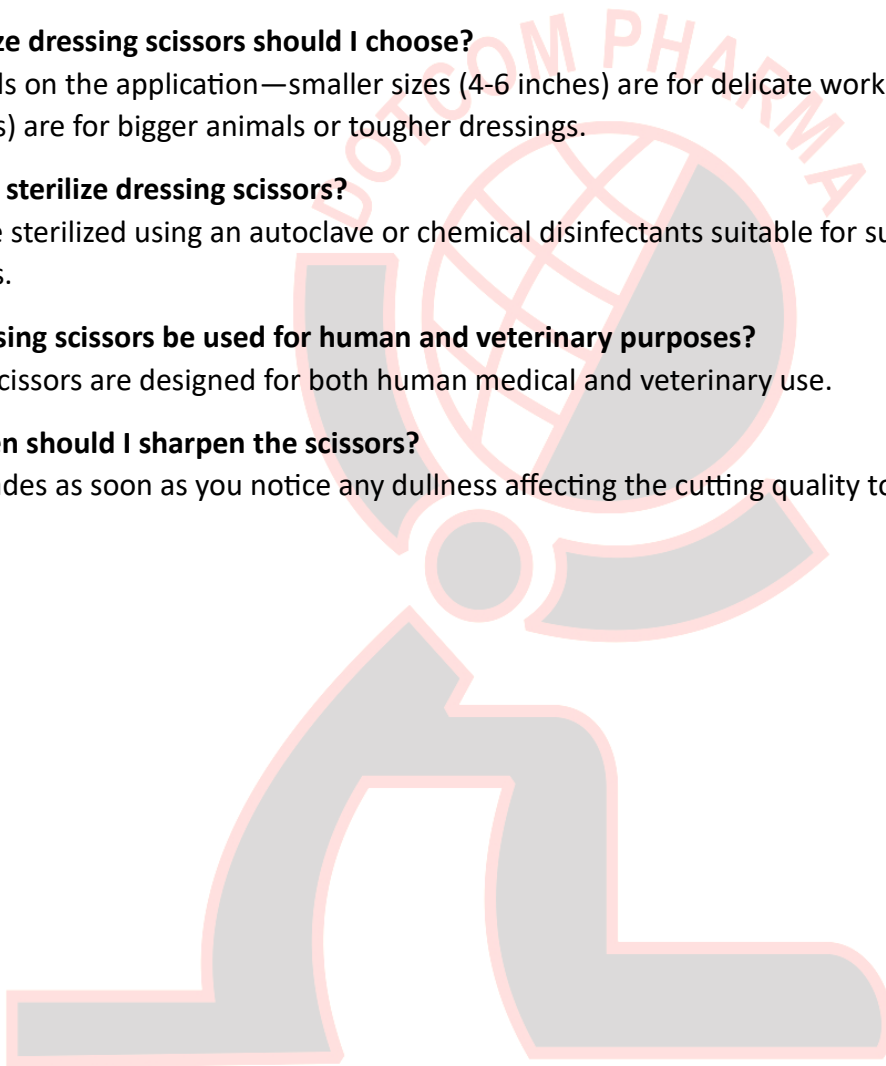 ze dressing scissors should I choose?
ls on the application—smaller sizes (4-6 inches) are for delicate work
s) are for bigger animals or tougher dressings.
sterilize dressing scissors?
e sterilized using an autoclave or chemical disinfectants suitable for su
s.
sing scissors be used for human and veterinary purposes?
cissors are designed for both human medical and veterinary use.
en should I sharpen the scissors?
des as soon as you notice any dullness affecting the cutting quality to
DOTCOM PHARMA